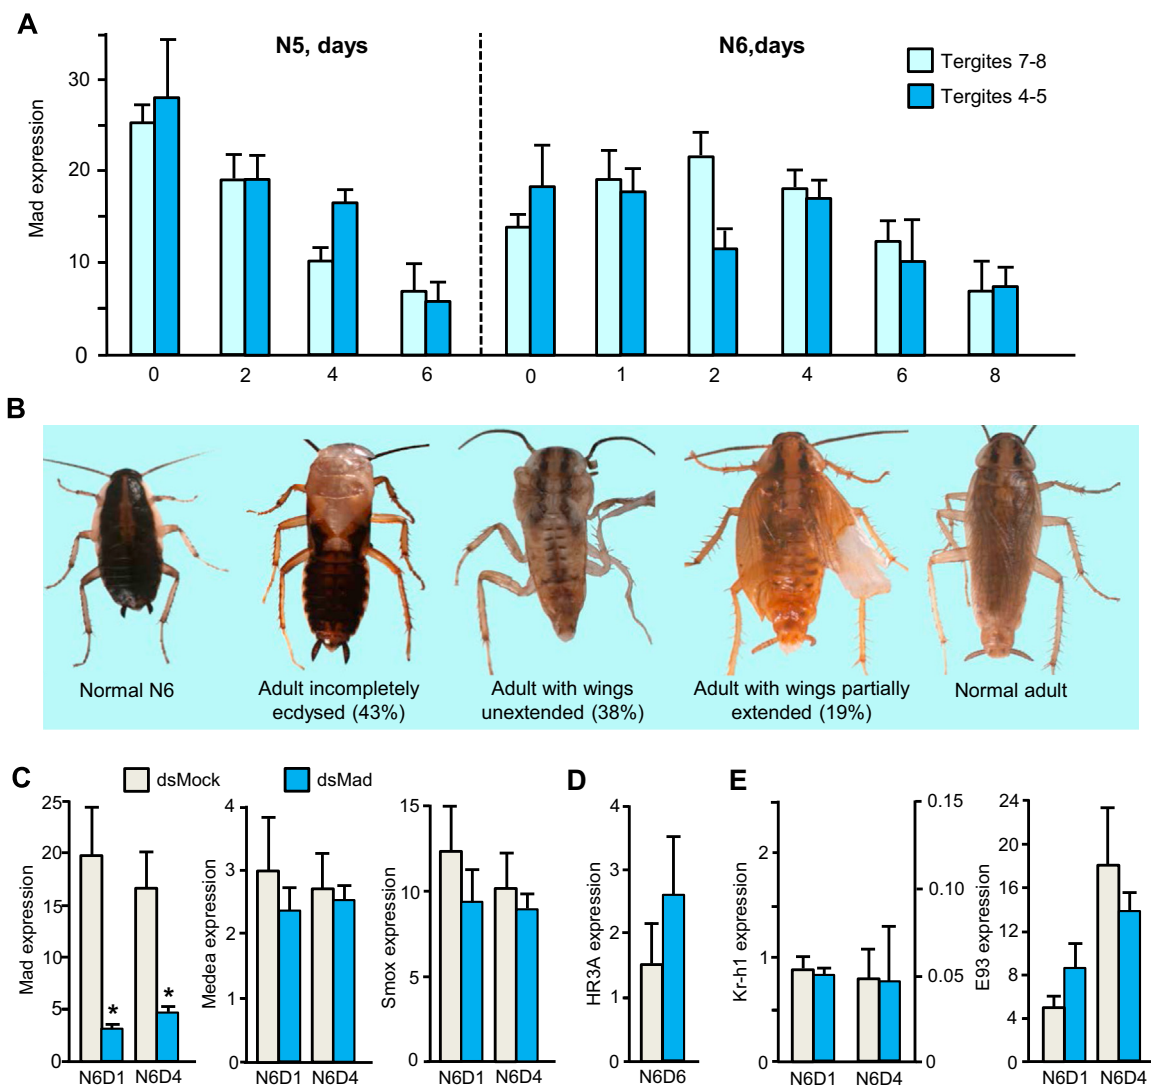 A
N5, days
N6,days
Tergites 7-8
Tergites 4-5
Mad expression
30
20
10
0
0 2 4 6 0 1 2 4 6 8
B
Normal N6
Adult incompletely
ecdysed (43%)
Adult with wings
unextended (38%)
Adult with wings partially
extended (19%)
Normal adult
C
dsMock
dsMad
Mad expression
25
20
15
10
5
0
*
*
N6D1 N6D4
Medea expression
4
3
2
1
0
N6D1 N6D4
Smox expression
15
10
5
0
N6D1 N6D4
D
HR3A expression
4
3
2
1
0
N6D6
E
Kr-h1 expression
2
1
0
0.15
0.10
0.05
0
N6D1 N6D4
E93 expression
24
20
16
12
8
4
0
N6D1 N6D4